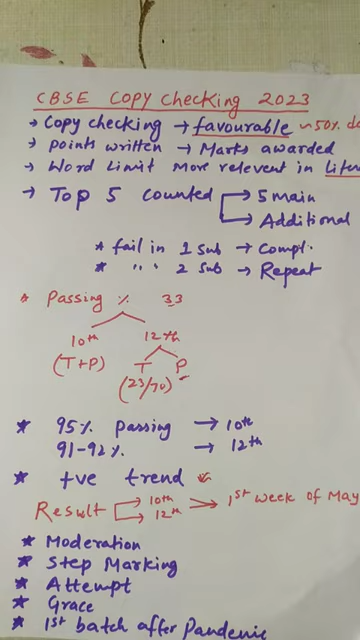 CBSE Copy Checking 2023
→ Copy checking → favourable ~50%
→ points written → Marks awarded
→ Word Limit More relevent in
→ Top 5 counted → 5 main
→ Additional
* fail in 1 Sub → Compt.
* " " 2 Sub → Repeat
* Passing % 33
10th 12th
(T+P) T P
(23/70)
* 95% Passing → 10th
91-92% → 12th
* +ve trend
Result → 10th → 12th → 1st week of May
* Moderation
* Step Marking
* Attempt
* Grace
* 1st batch after Pandemic